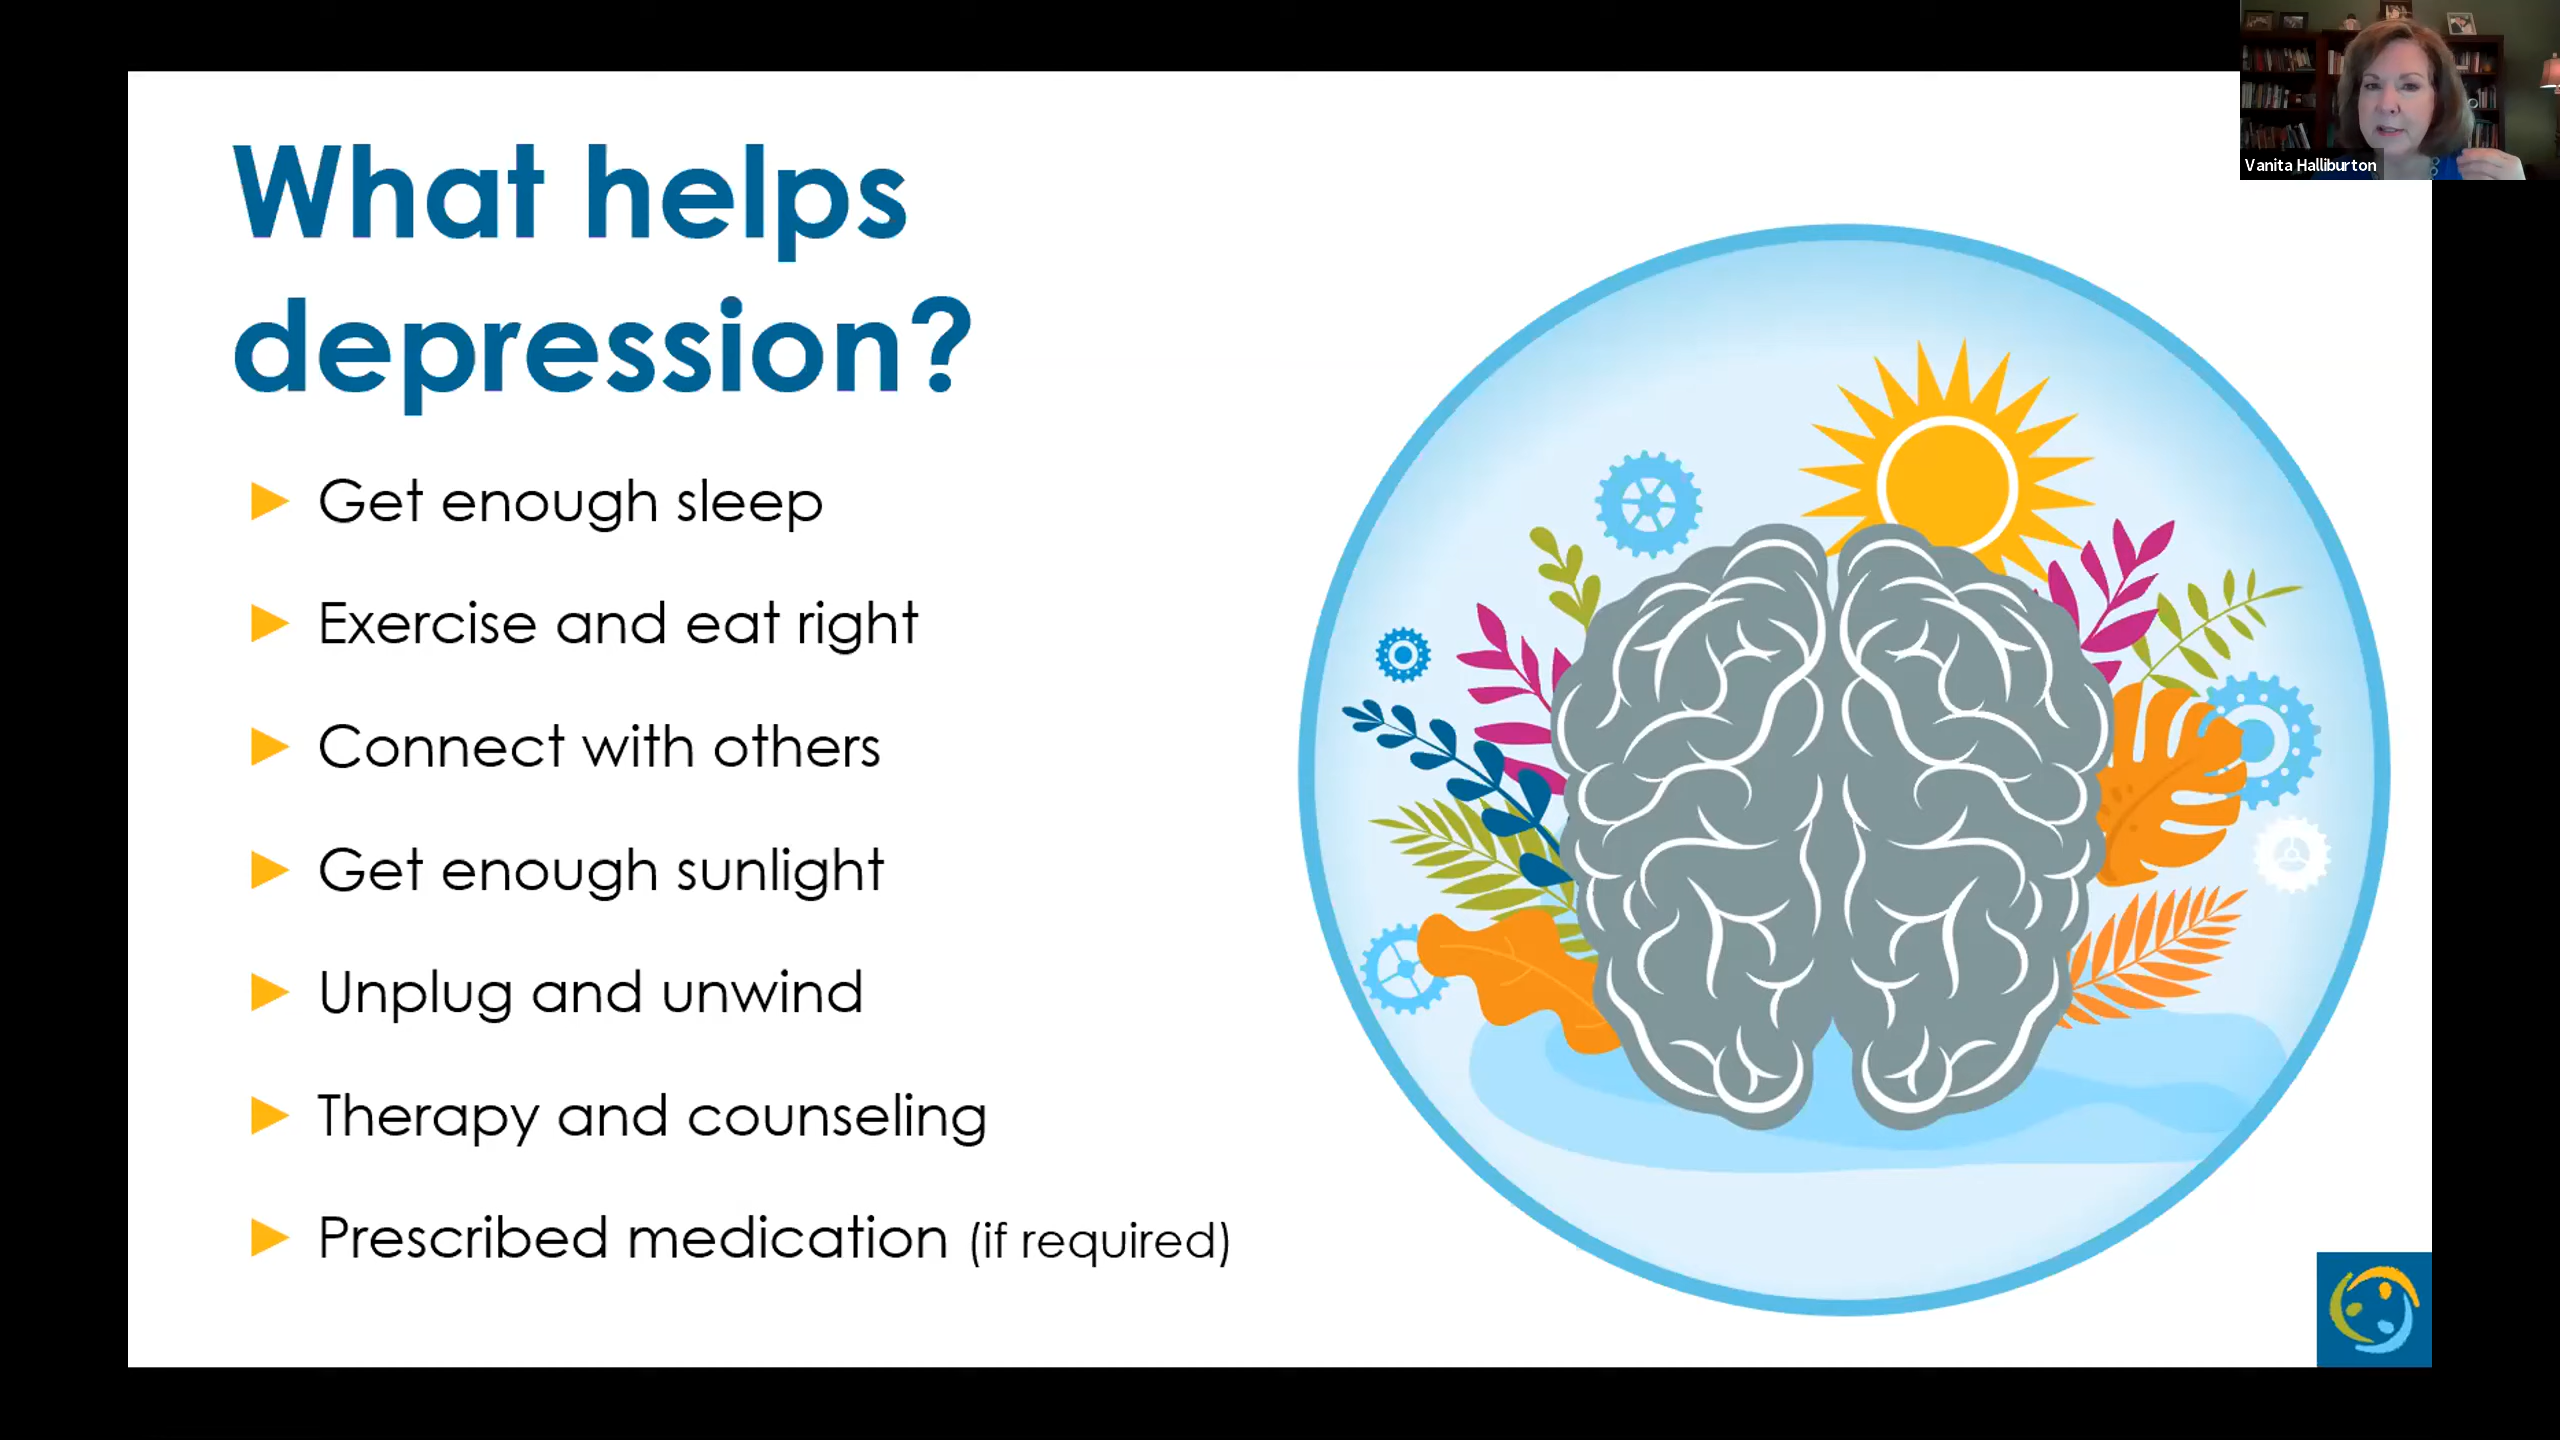 What helps
depression?
Get enough sleep
Exercise and eat right
Connect with others
Get enough sunlight
Unplug and unwind
Therapy and counseling
Prescribed medication (if required)
Vanita Halliburton